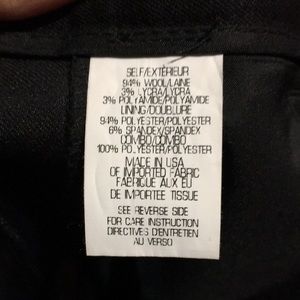 SELF/EXTÉRIEUR
94% WOOL/LAINE
3% LYCRA/LYCRA
3% POLYAMIDE/POLYAMIDE
LINING/DOUBLURE
94% POLYESTER/POLYESTER
6% SPANDEX/SPANDEX
COMBO/COMBO
100% POLYESTER/POLYESTER
MADE IN USA
OF IMPORTED FABRIC
FABRIQUE AUX EU
DE IMPORTEE TISSUE
SEE REVERSE SIDE
FOR CARE INSTRUCTION
DIRECTIVES D'ENTRETIEN
AU VERSO